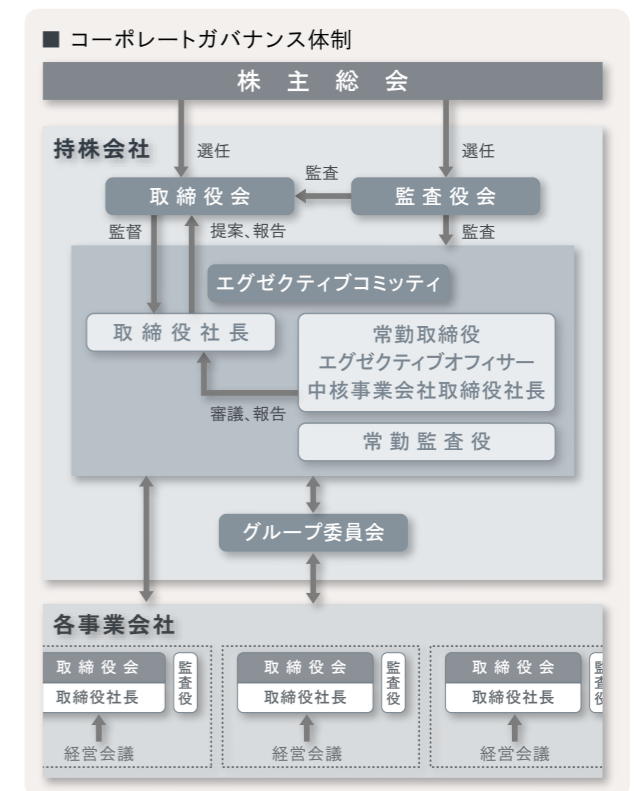 ■ コーポレートガバナンス体制
株主総会
持株会社
選任
選任
監査
取締役会
監査役会
監督
提案、報告
監査
エグゼクティブコミッティ
取締役社長
常勤取締役
エグゼクティブオフィサー
中核事業会社取締役社長
審議、報告
常勤監査役
グループ委員会
各事業会社
取締役会
取締役社長
監査役
経営会議
取締役会
取締役社長
監査役
経営会議
取締役会
取締役社長
監査役
経営会議